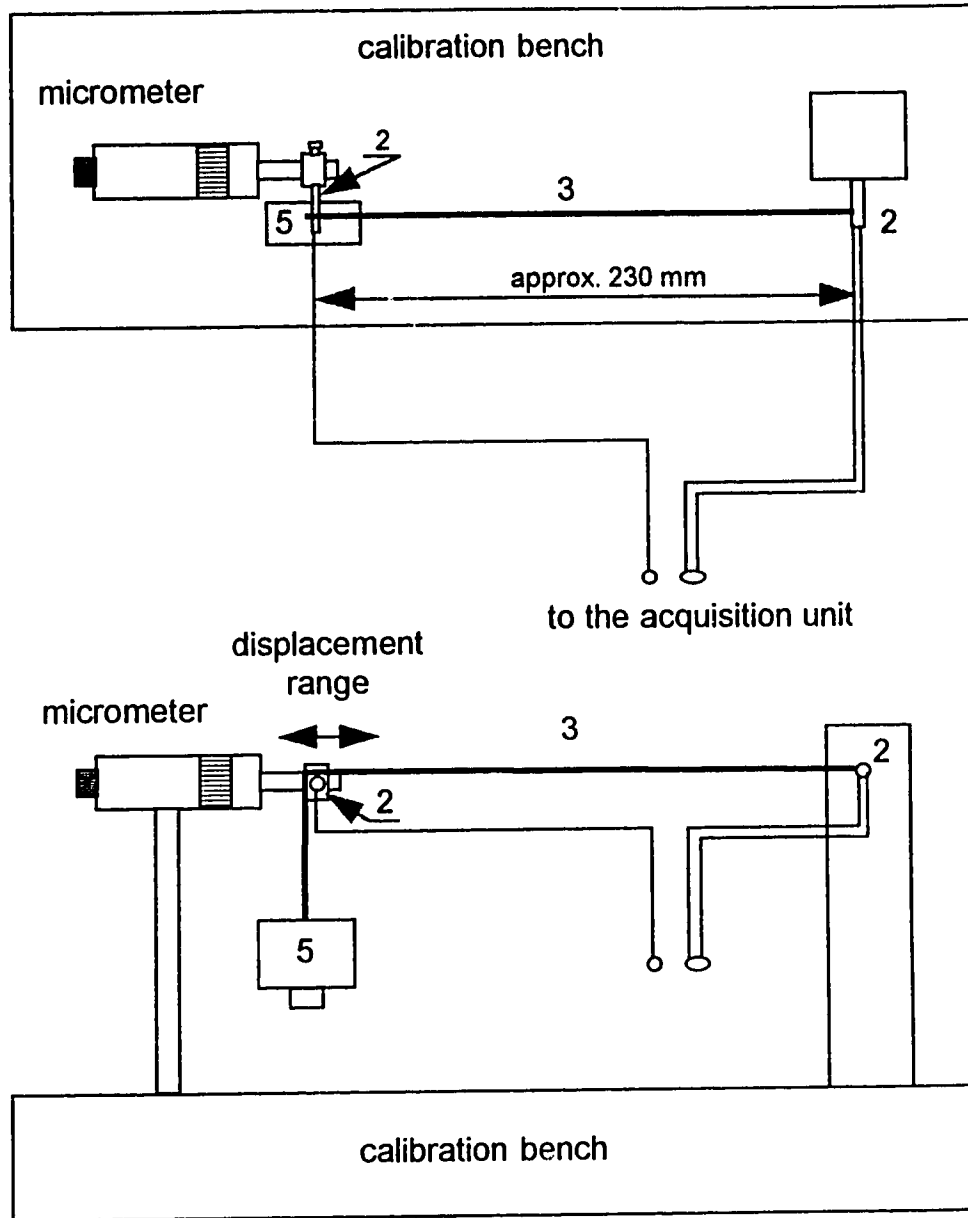 calibration bench
micrometer
2
3
5
2
approx. 230 mm
to the acquisition unit
displacement
range
micrometer
3
2
2
5
calibration bench